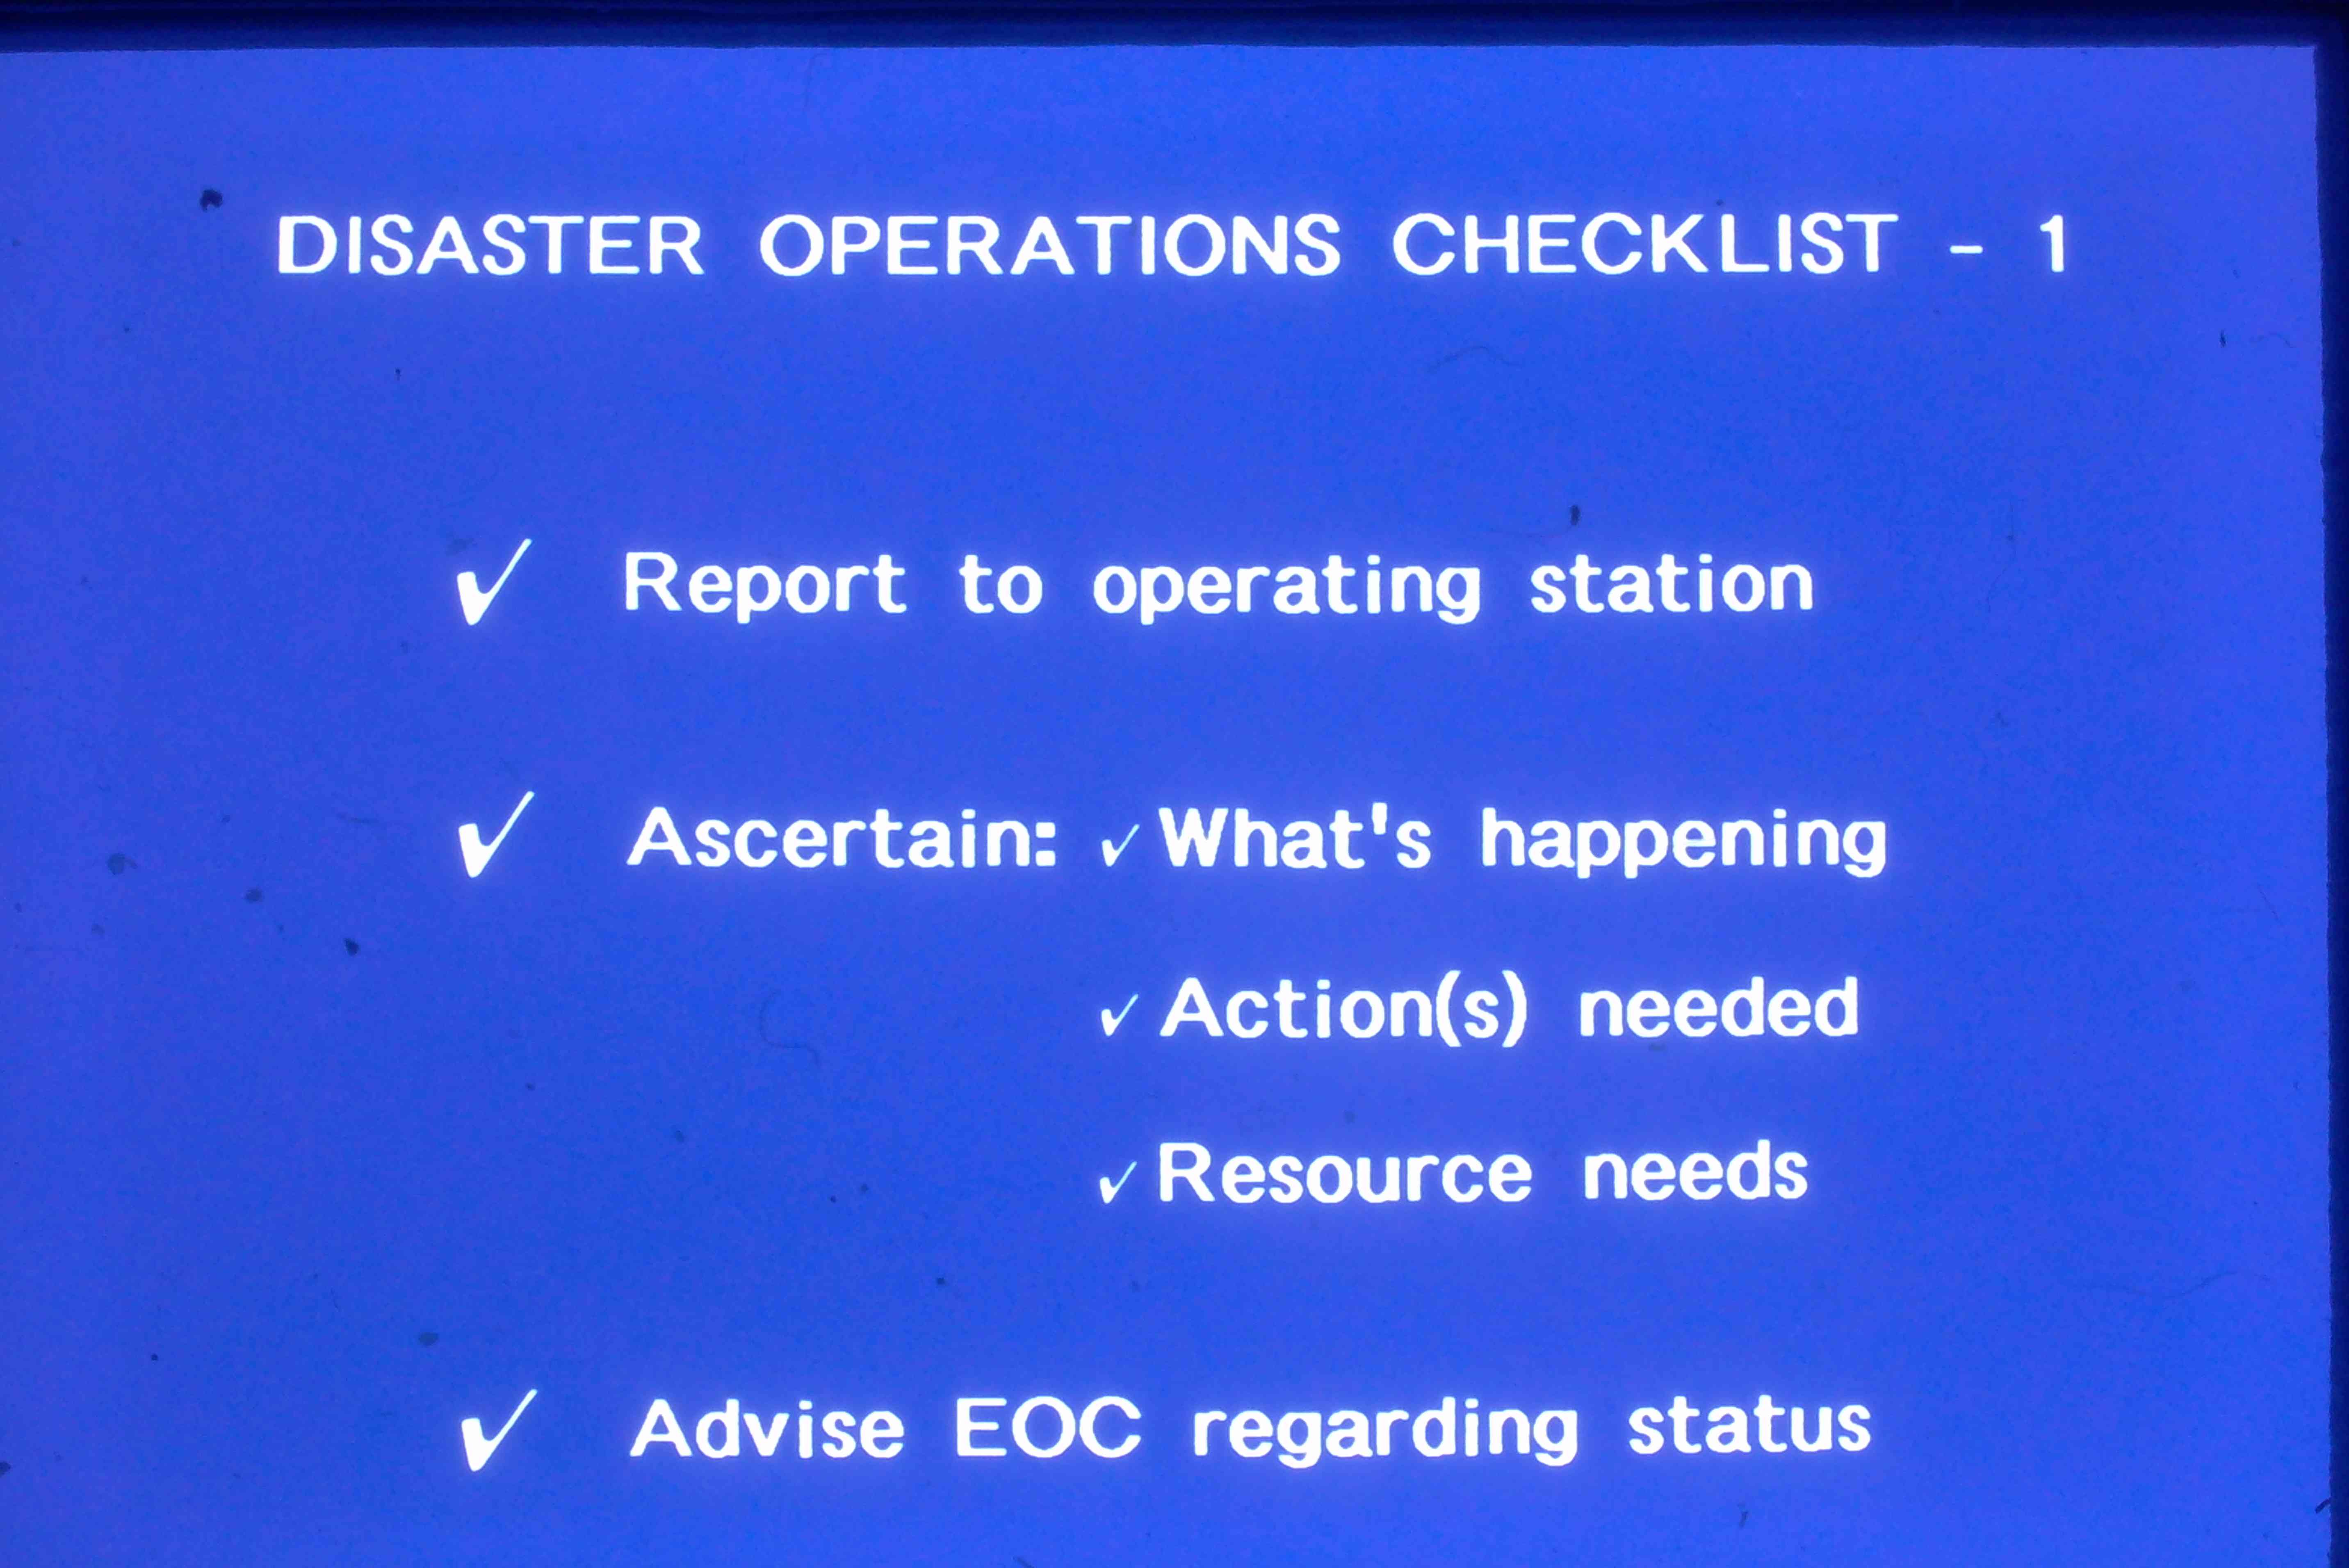 DISASTER OPERATIONS CHECKLIST - 1
✓ Report to operating station
✓ Ascertain: ✓ What's happening
✓ Action(s) needed
✓ Resource needs
✓ Advise EOC regarding status